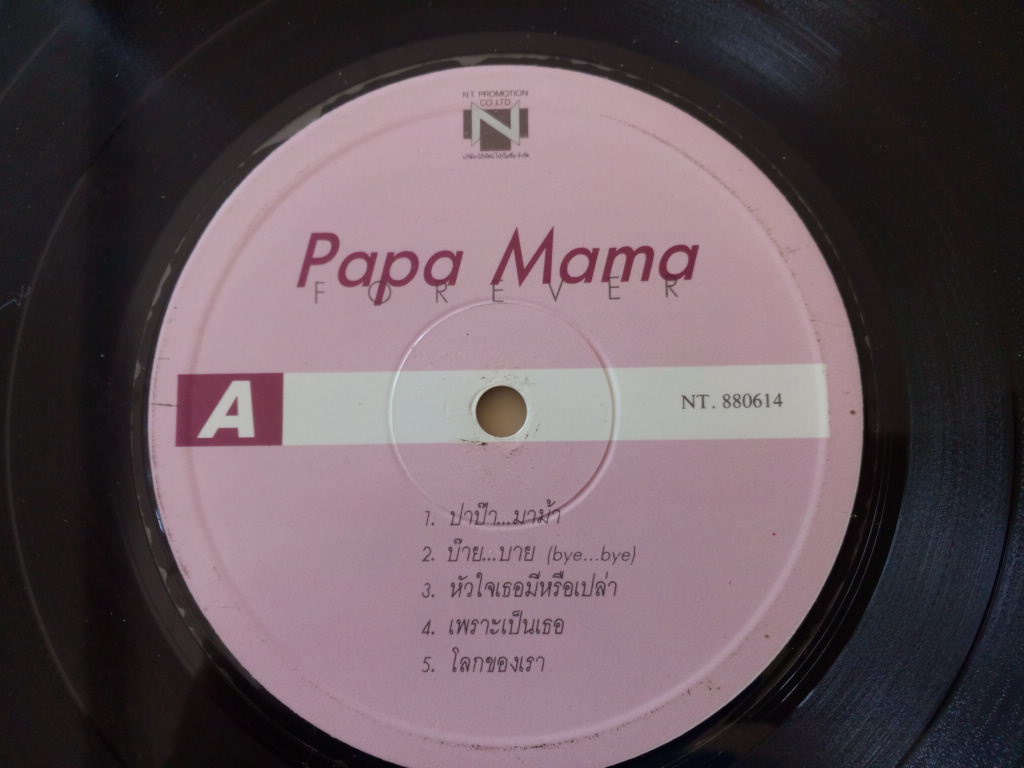 N.T. PROMOTION
CO.,LTD.
N
Papa Mama
FOREVER
A
NT. 880614
1. ปาป๊า...มาม้า
2. บ๊าย...บาย (bye...bye)
3. หัวใจเธอมีหรือเปล่า
4. เพราะเป็นเธอ
5. โลกของเรา